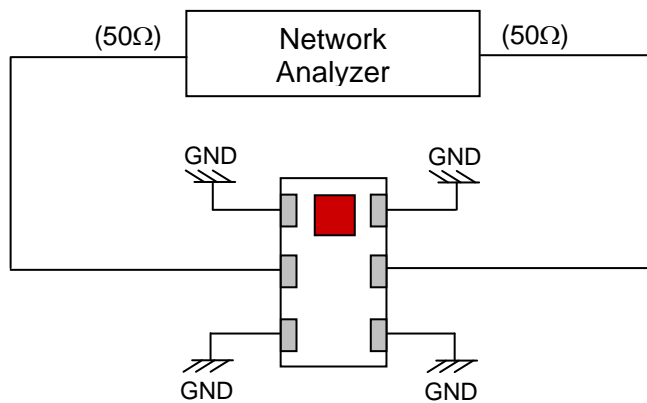 (50Ω)
Network
Analyzer
(50Ω)
GND
GND
GND
GND